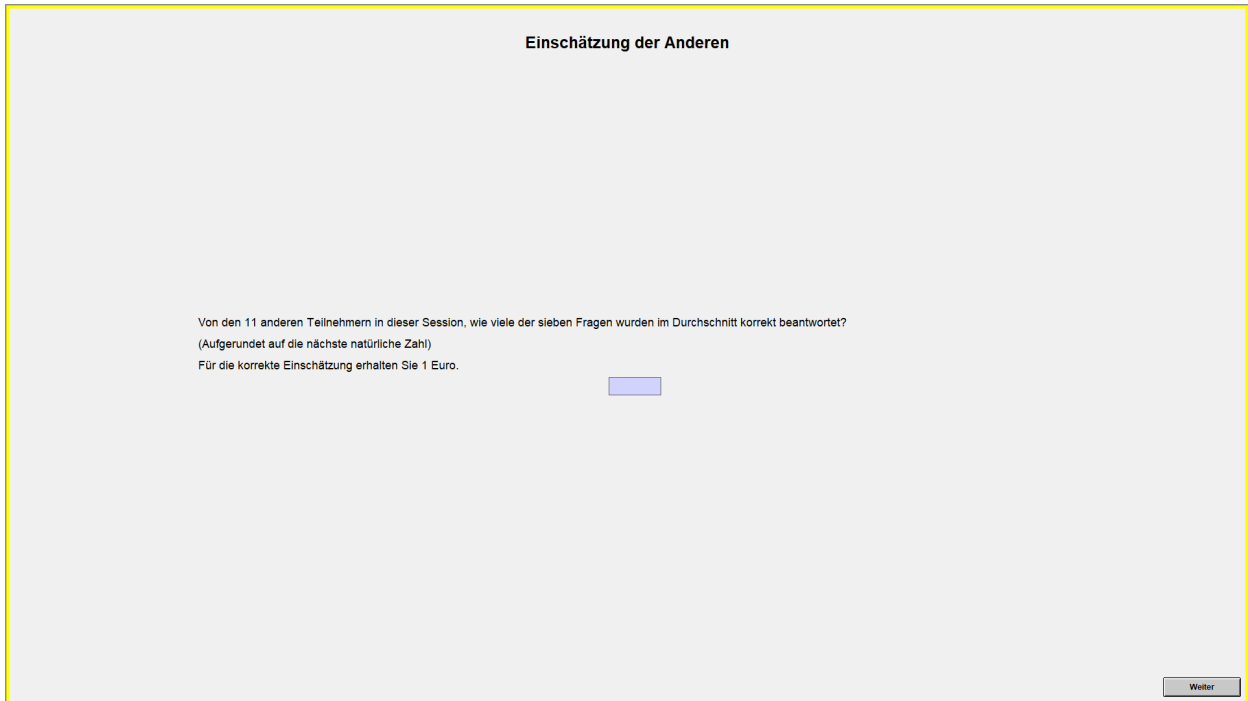 Einschätzung der Anderen
Von den 11 anderen Teilnehmern in dieser Session, wie viele der sieben Fragen wurden im Durchschnitt korrekt beantwortet?
(Aufgerundet auf die nächste natürliche Zahl)
Für die korrekte Einschätzung erhalten Sie 1 Euro.
Weiter